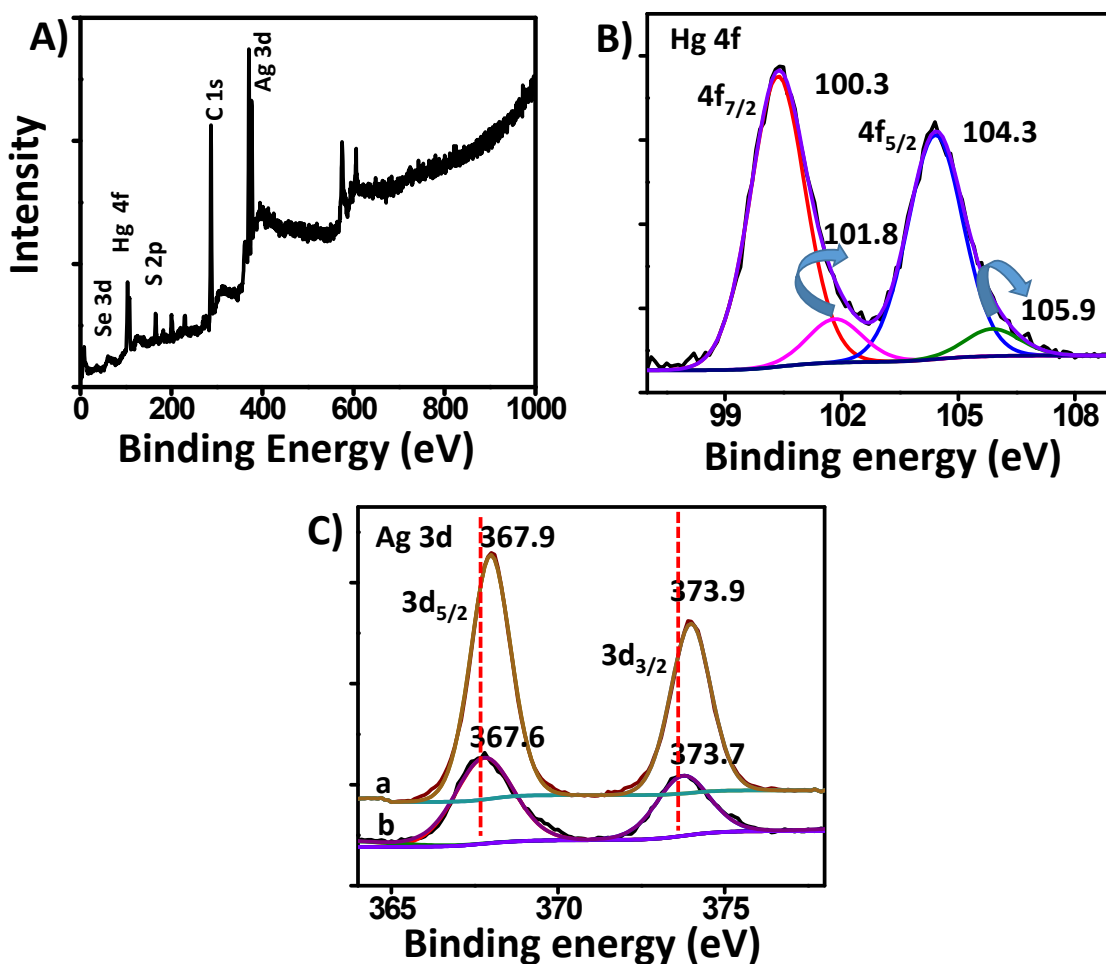 A)
Intensity
Se 3d
Hg 4f
S 2p
C 1s
Ag 3d
0 200 400 600 800 1000
Binding Energy (eV)
B)
Hg 4f
4f7/2
100.3
4f5/2
104.3
101.8
105.9
99 102 105 108
Binding energy (eV)
C)
Ag 3d
367.9
3d5/2
373.9
3d3/2
367.6
373.7
a
b
365 370 375
Binding energy (eV)